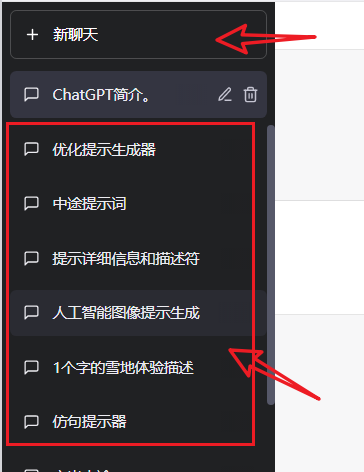 新聊天
ChatGPT简介。
优化提示生成器
中途提示词
提示详细信息和描述符
人工智能图像提示生成
1个字的雪地体验描述
仿句提示器